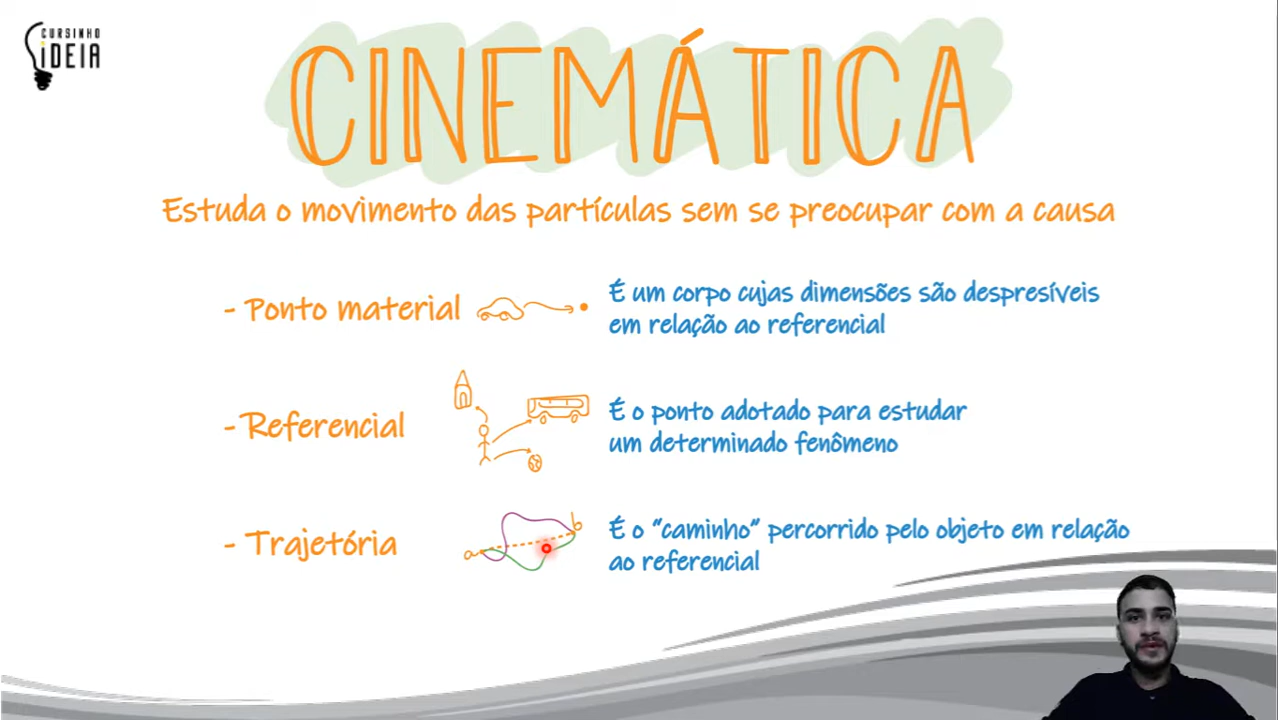 CURSINHO
iDEIA
CINEMÁTICA
Estuda o movimento das partículas sem se preocupar com a causa
- Ponto material
É um corpo cujas dimensões são despresíveis
em relação ao referencial
- Referencial
É o ponto adotado para estudar
um determinado fenômeno
- Trajetória
a
b
É o "caminho" percorrido pelo objeto em relação
ao referencial